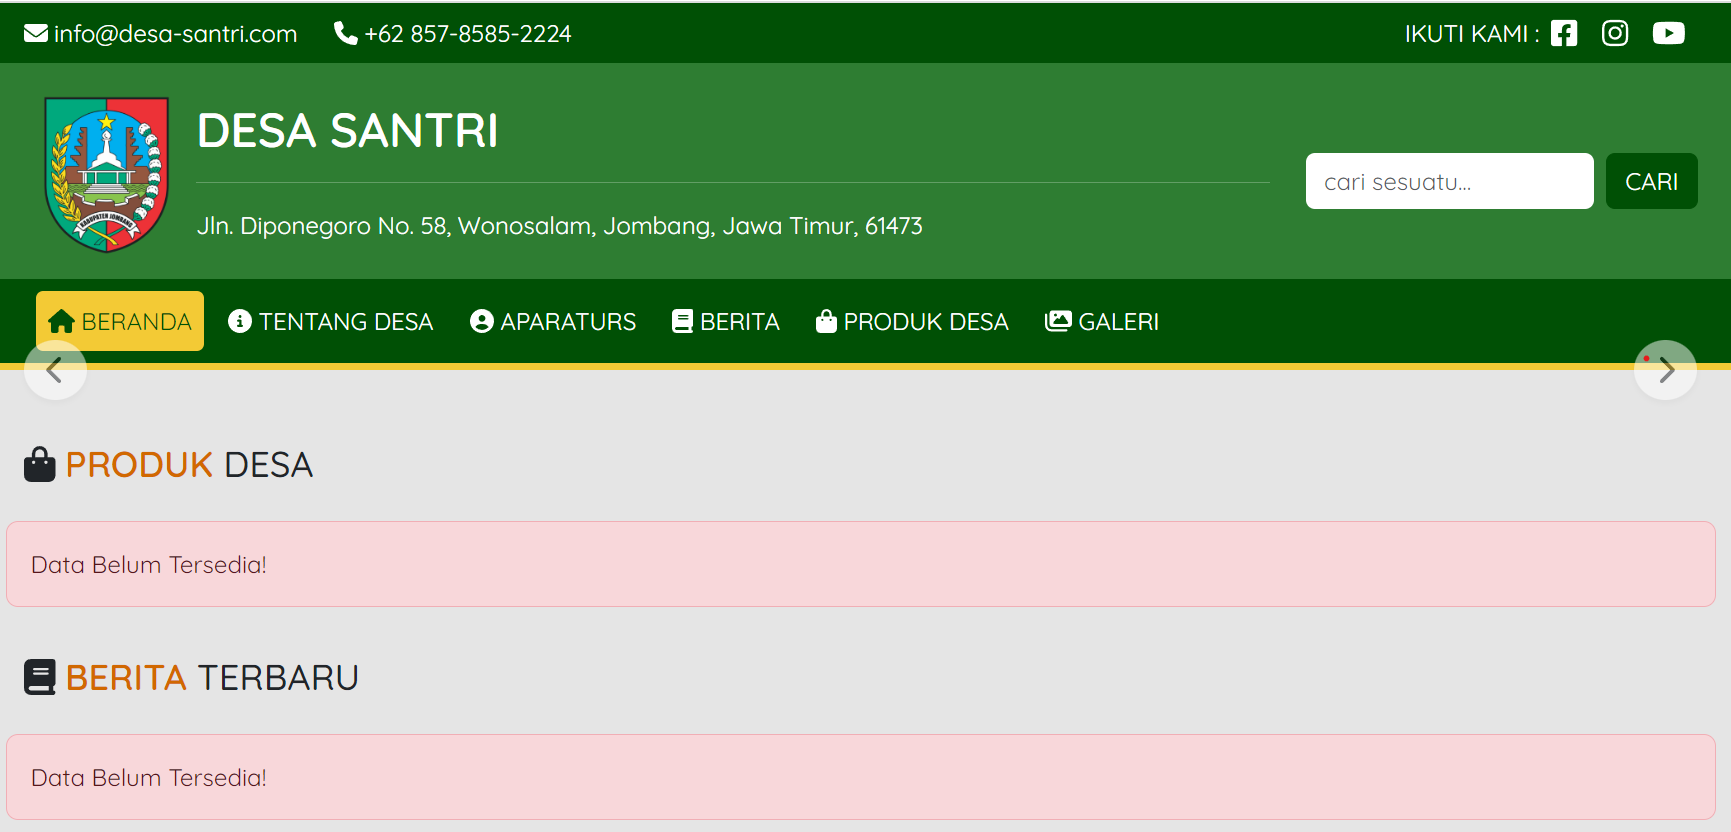 info@desa-santri.com +62 857-8585-2224 IKUTI KAMI :
DESA SANTRI
cari sesuatu... CARI
Jln. Diponegoro No. 58, Wonosalam, Jombang, Jawa Timur, 61473
KABUPATEN JOMBANG
BERANDA TENTANG DESA APARATURS BERITA PRODUK DESA GALERI
PRODUK DESA
Data Belum Tersedia!
BERITA TERBARU
Data Belum Tersedia!